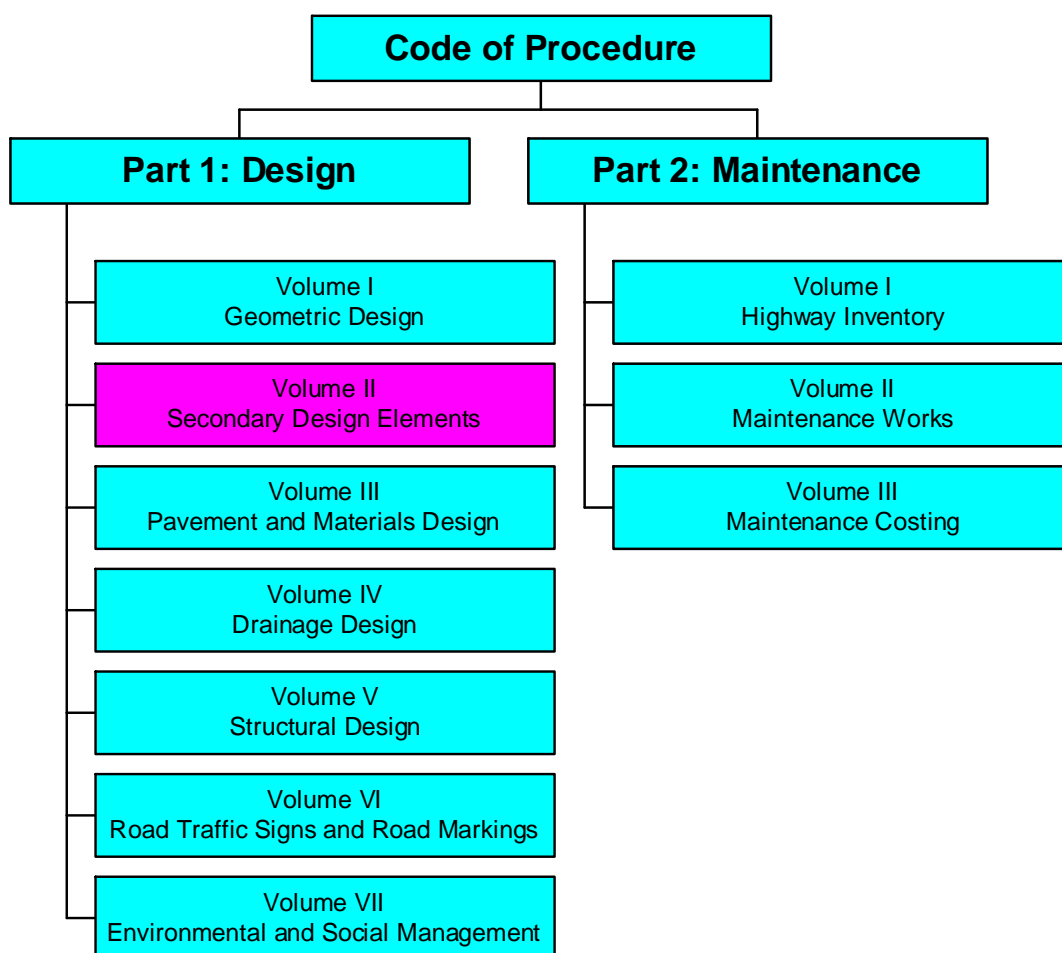 Code of Procedure
Part 1: Design
Part 2: Maintenance
Volume I
Geometric Design
Volume II
Secondary Design Elements
Volume III
Pavement and Materials Design
Volume IV
Drainage Design
Volume V
Structural Design
Volume VI
Road Traffic Signs and Road Markings
Volume VII
Environmental and Social Management
Volume I
Highway Inventory
Volume II
Maintenance Works
Volume III
Maintenance Costing